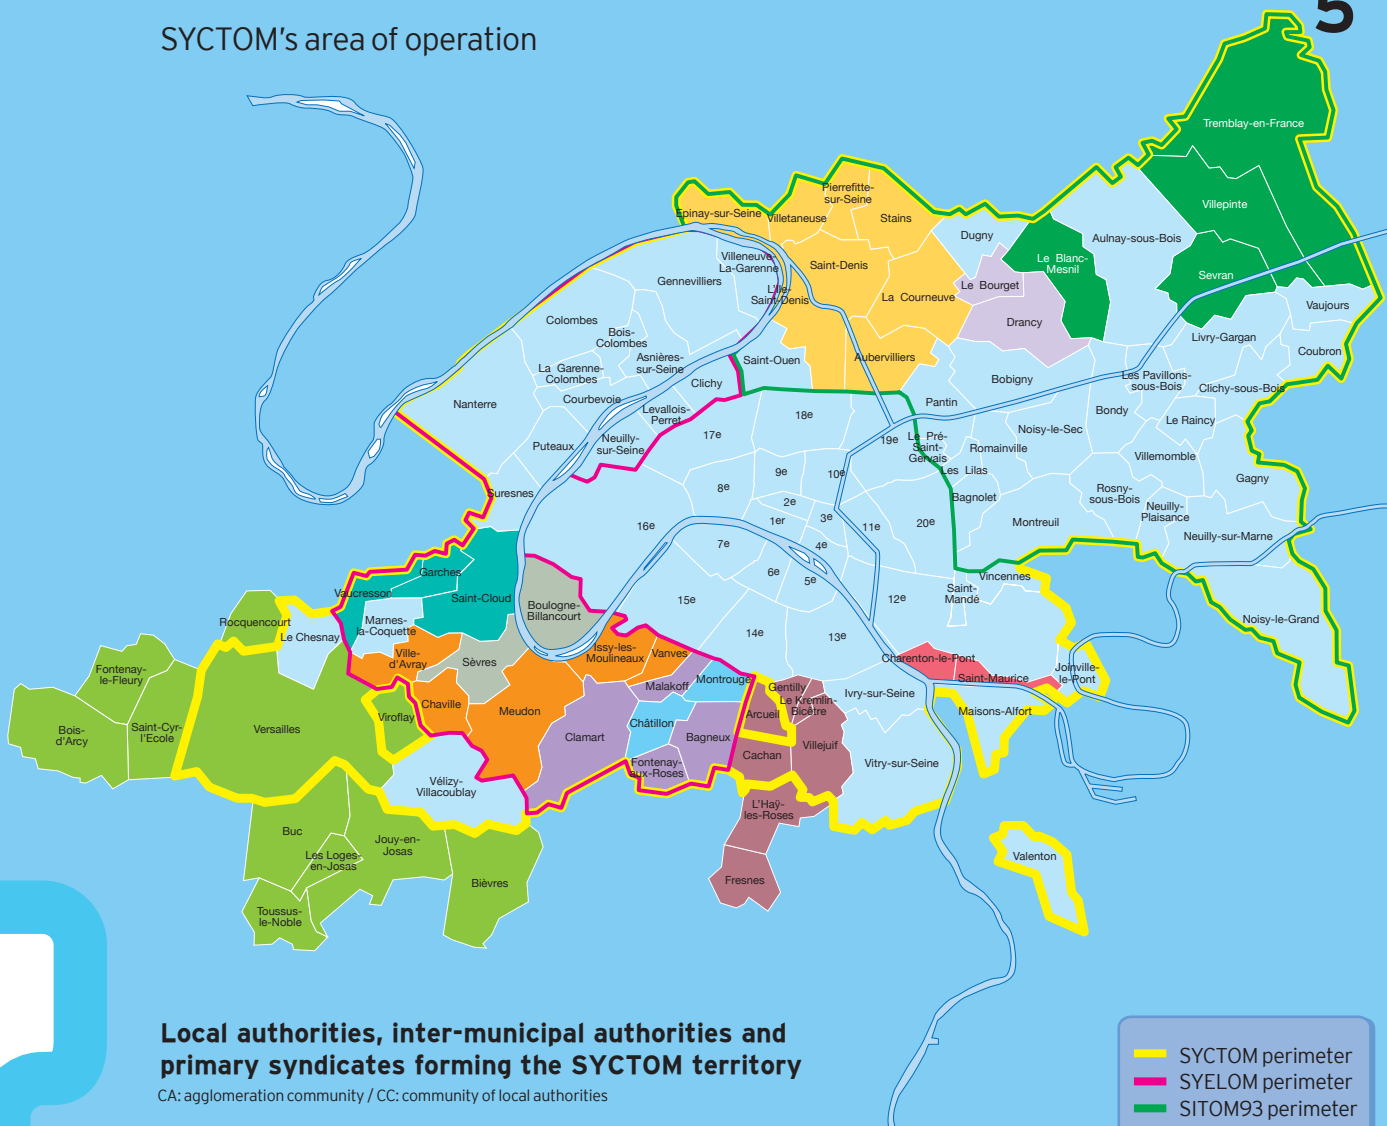 5
SYCTOM's area of operation
Tremblay-en-France
Villepinte
Sevran
Aulnay-sous-Bois
Le Blanc-
Mesnil
Dugny
Le Bourget
Drancy
Pierrefitte-
sur-Seine
Epinay-sur-Seine
Villetaneuse
Stains
Saint-Denis
La Courneuve
L'Ile-
Saint-Denis
Aubervilliers
Saint-Ouen
Villeneuve-
La-Garenne
Gennevilliers
Colombes
Bois-
Colombes
Asnières-
sur-Seine
La Garenne-
Colombes
Clichy
Courbevoie
Levallois-
Perret
Nanterre
Puteaux
Neuilly-
sur-Seine
Suresnes
Vaujours
Livry-Gargan
Coubron
Les Pavillons-
sous-Bois
Clichy-sous-Bois
Bobigny
Pantin
Bondy
Le Raincy
Noisy-le-Sec
Le Pré-
Saint-
Gervais
Romainville
Villemomble
Les Lilas
Gagny
Bagnolet
Rosny-
sous-Bois
Neuilly-
Plaisance
Montreuil
Neuilly-sur-Marne
Noisy-le-Grand
18e
17e
19e
9e
10e
8e
2e
1er
3e
11e
20e
16e
7e
4e
6e
5e
15e
12e
14e
13e
Vincennes
Saint-
Mandé
Garches
Vaucresson
Saint-Cloud
Marnes-
la-Coquette
Boulogne-
Billancourt
Rocquencourt
Le Chesnay
Ville-
d'Avray
Sèvres
Issy-les-
Moulineaux
Vanves
Malakoff
Montrouge
Chaville
Meudon
Viroflay
Clamart
Châtillon
Bagneux
Fontenay-
aux-Roses
Fontenay-
le-Fleury
Bois-
d'Arcy
Saint-Cyr-
l'Ecole
Versailles
Vélizy-
Villacoublay
Buc
Les Loges-
en-Josas
Jouy-en-
Josas
Bièvres
Toussus-
le-Noble
Charenton-le-Pont
Saint-Maurice
Joinville-
le-Pont
Maisons-Alfort
Gentilly
Le Kremlin-
Bicêtre
Arcueil
Cachan
Villejuif
Ivry-sur-Seine
Vitry-sur-Seine
L'Haÿ-
les-Roses
Fresnes
Valenton
Local authorities, inter-municipal authorities and
primary syndicates forming the SYCTOM territory
CA: agglomeration community / CC: community of local authorities
SYCTOM perimeter
SYELOM perimeter
SITOM93 perimeter